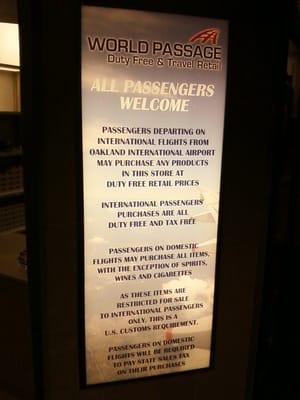 WORLD PASSAGE
Duty Free & Travel Retail
ALL PASSENGERS
WELCOME
PASSENGERS DEPARTING ON
INTERNATIONAL FLIGHTS FROM
OAKLAND INTERNATIONAL AIRPORT
MAY PURCHASE ANY PRODUCTS
IN THIS STORE AT
DUTY FREE RETAIL PRICES
INTERNATIONAL PASSENGERS
PURCHASES ARE ALL
DUTY FREE AND TAX FREE
PASSENGERS ON DOMESTIC
FLIGHTS MAY PURCHASE ALL ITEMS,
WITH THE EXCEPTION OF SPIRITS,
WINES AND CIGARETTES
AS THESE ITEMS ARE
RESTRICTED FOR SALE
TO INTERNATIONAL PASSENGERS
ONLY. THIS IS A
U.S. CUSTOMS REQUIREMENT.
PASSENGERS ON DOMESTIC
FLIGHTS WILL BE REQUIRED
TO PAY STATE SALES TAX
ON THEIR PURCHASES